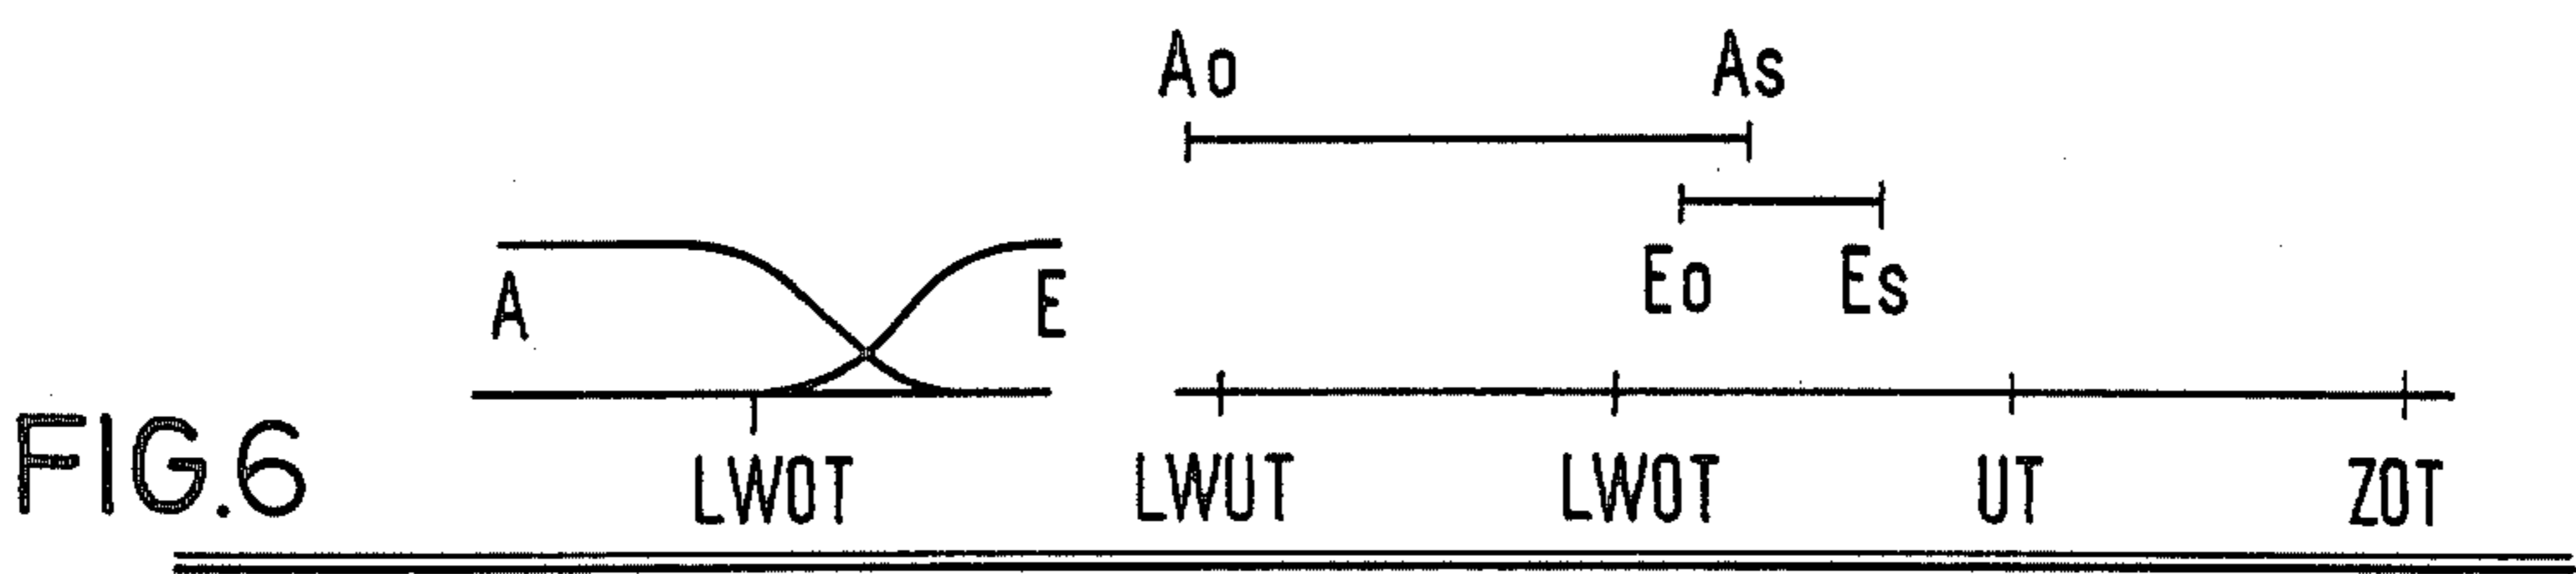 Ao As
Eo Es
A E
FIG.6
LWOT LWUT LWOT UT ZOT